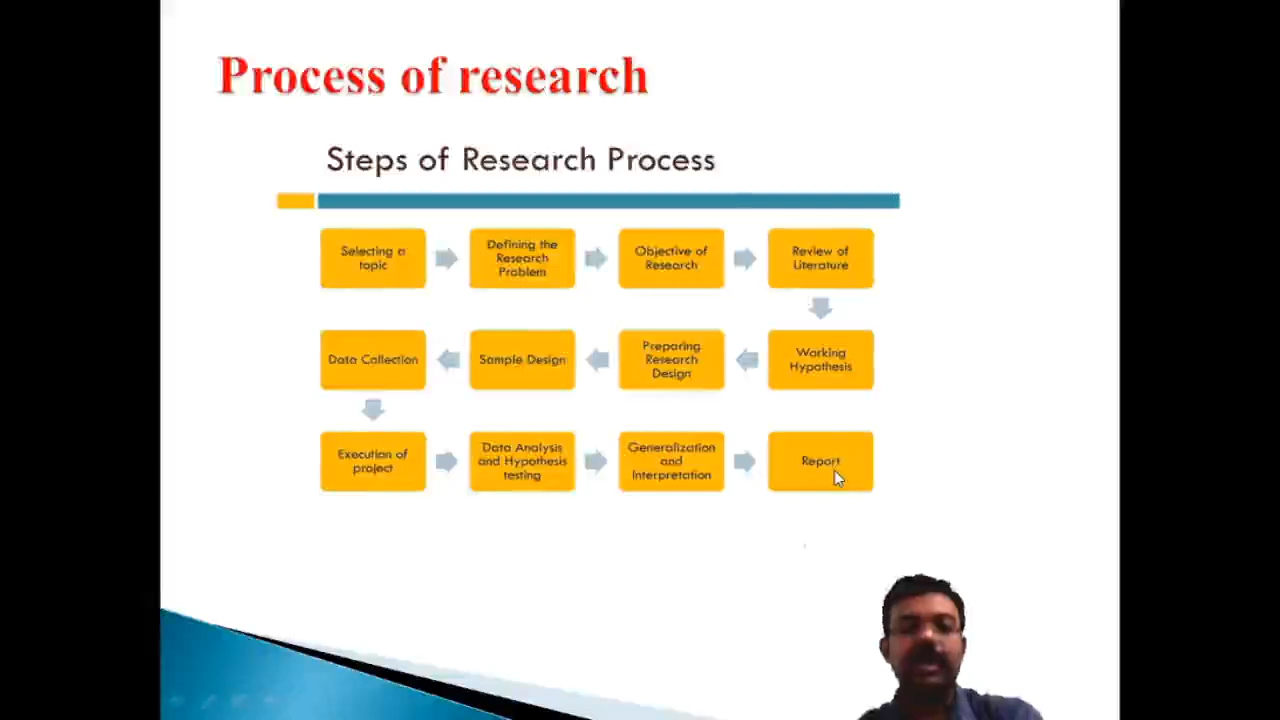 Process of research
Steps of Research Process
Selecting a
topic
Defining the
Research
Problem
Objective of
Research
Review of
Literature
Working
Hypothesis
Preparing
Research
Design
Sample Design
Data Collection
Execution of
project
Data Analysis
and Hypothesis
testing
Generalization
and
Interpretation
Report